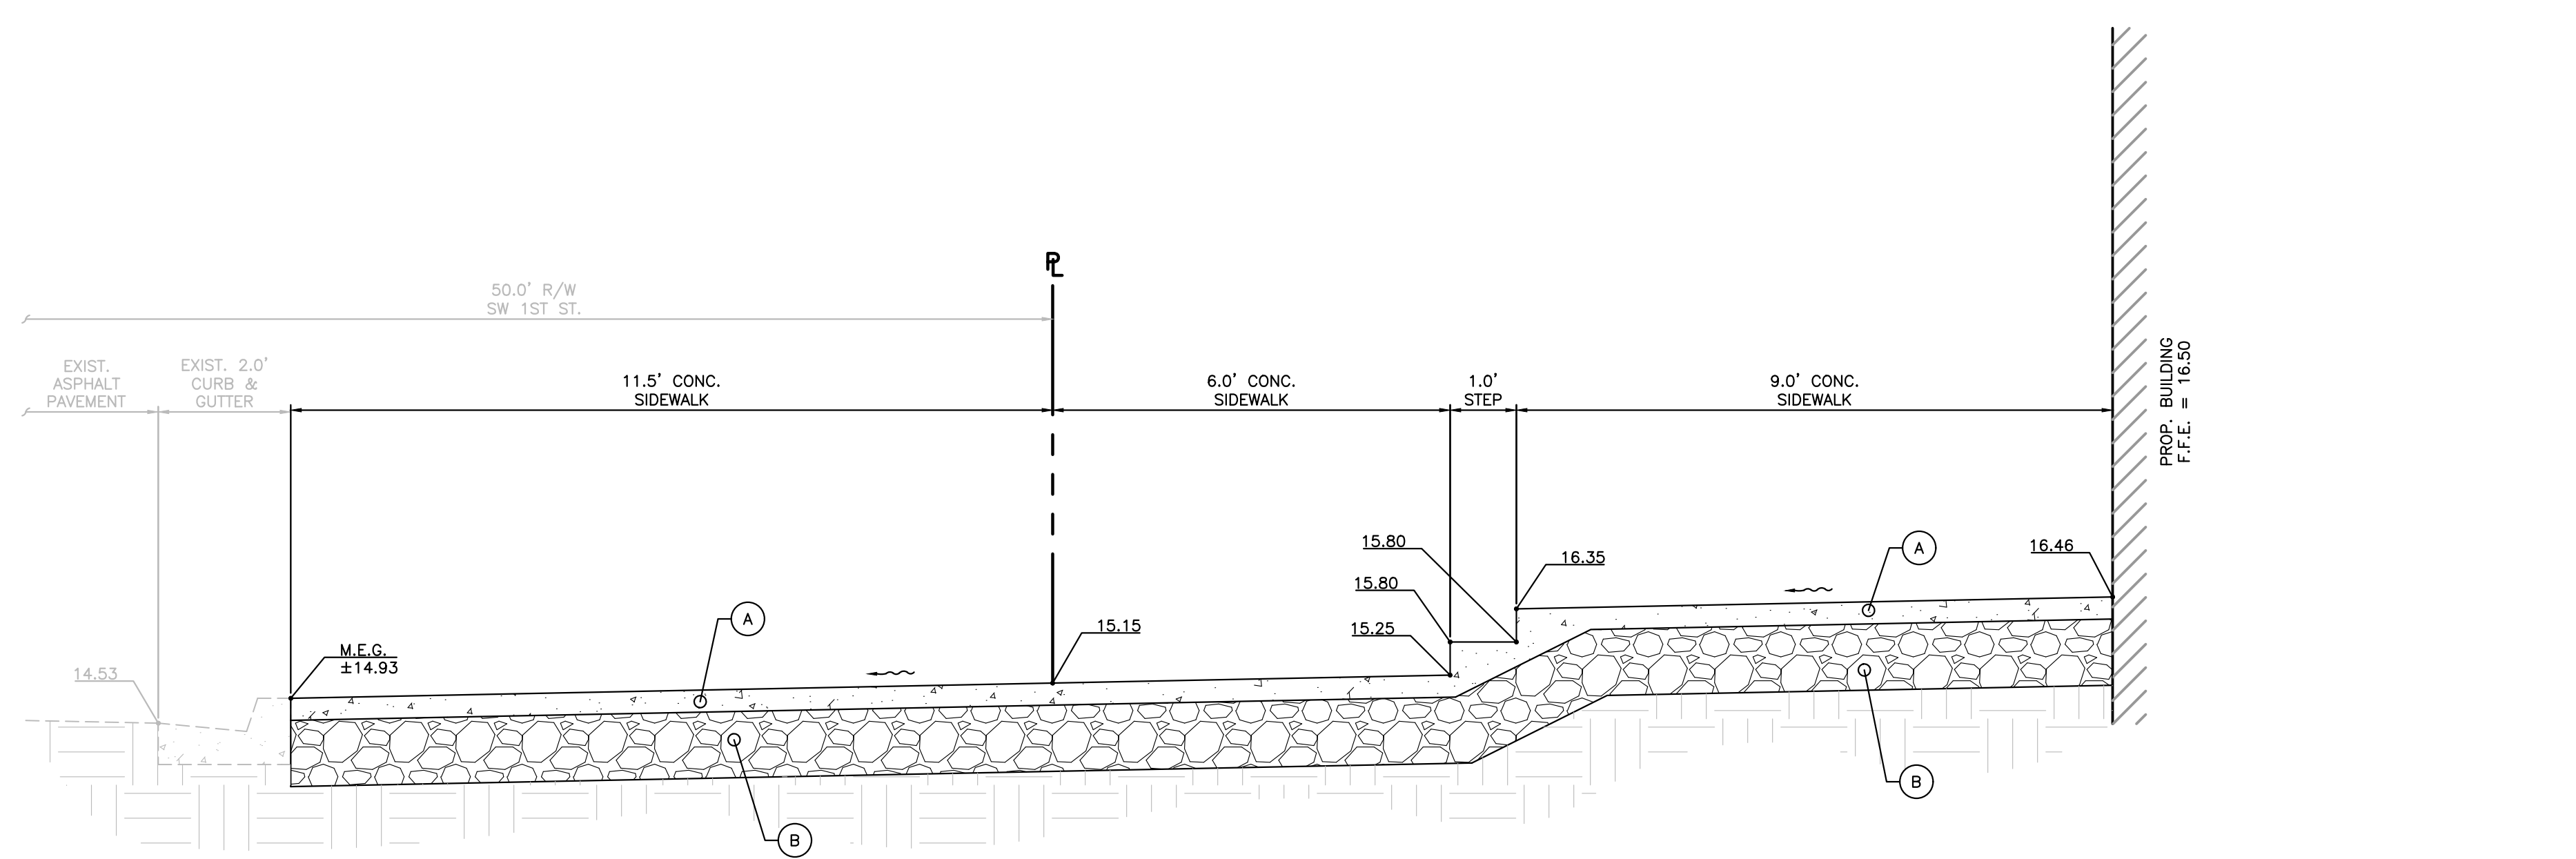 ℄
50.0' R/W
SW 1ST ST.
EXIST.
ASPHALT
PAVEMENT
EXIST. 2.0'
CURB &
GUTTER
11.5' CONC.
SIDEWALK
6.0' CONC.
SIDEWALK
1.0'
STEP
9.0' CONC.
SIDEWALK
PROP. BUILDING
F.F.E. = 16.50
15.80
16.35
A
16.46
15.80
A
15.15
15.25
M.E.G.
±14.93
14.53
B
B